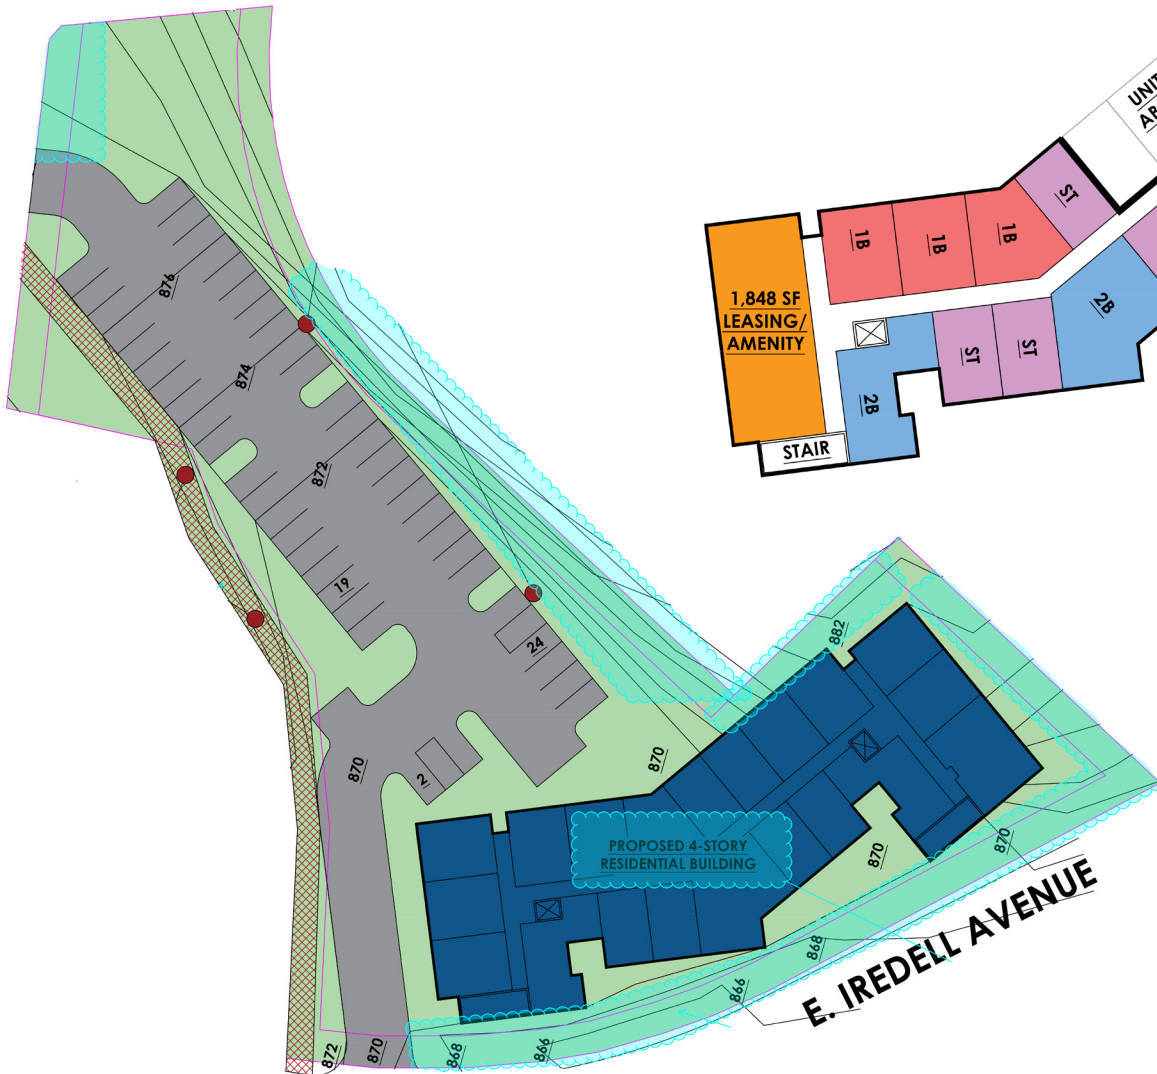 UNIT
AB
ST
1B
1B
1B
1,848 SF
LEASING/
AMENITY
2B
ST
ST
2B
STAIR
876
874
872
19
24
882
870
2
870
PROPOSED 4-STORY
RESIDENTIAL BUILDING
870
870
E. IREDELL AVENUE
868
866
872
870
868
866